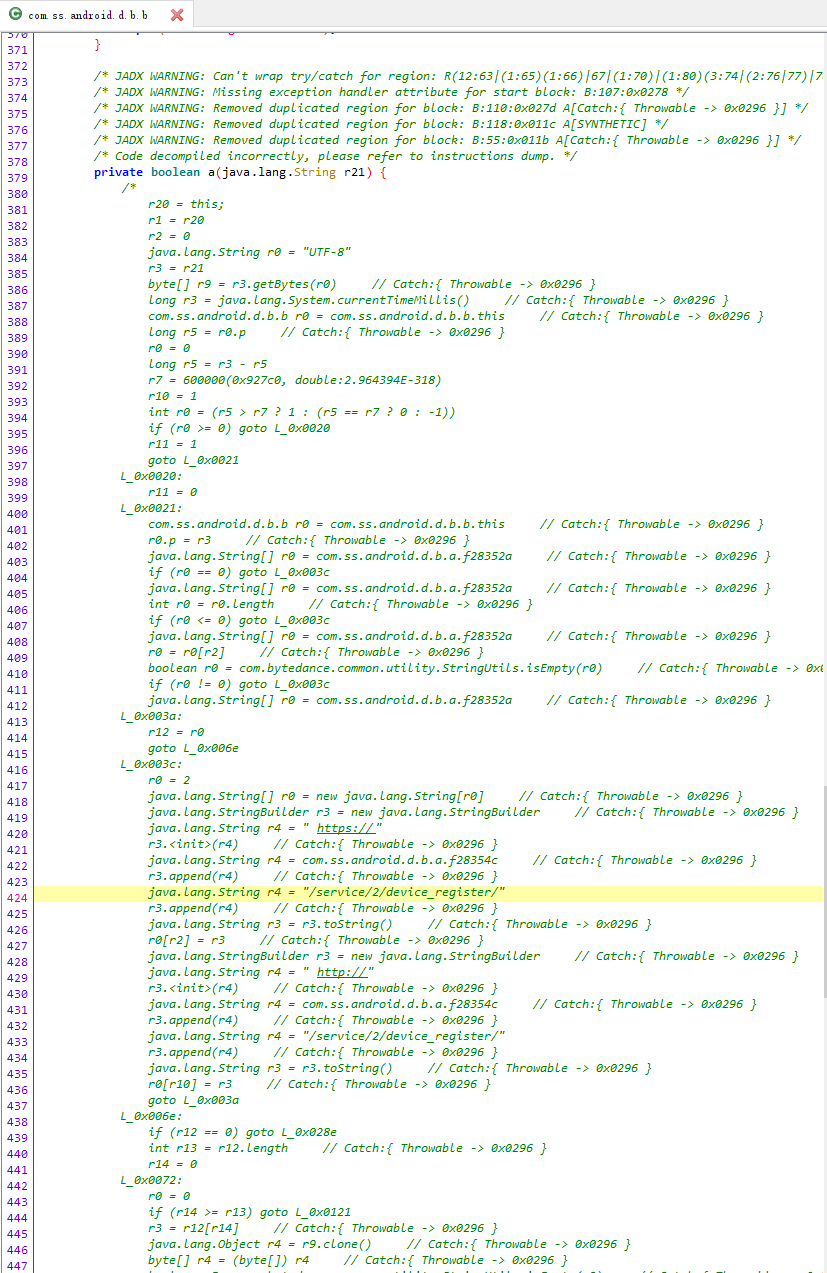 com.ss.android.d.b.b
370
371 }
372
373 /* JADX WARNING: Can't wrap try/catch for region: R(12:63|(1:65)(1:66)|67|(1:70)|(1:80)(3:74|(2:76|77)|7
374 /* JADX WARNING: Missing exception handler attribute for start block: B:107:0x0278 */
375 /* JADX WARNING: Removed duplicated region for block: B:110:0x027d A[Catch:{ Throwable -> 0x0296 }] */
376 /* JADX WARNING: Removed duplicated region for block: B:118:0x011c A[SYNTHETIC] */
377 /* JADX WARNING: Removed duplicated region for block: B:55:0x011b A[Catch:{ Throwable -> 0x0296 }] */
378 /* Code decompiled incorrectly, please refer to instructions dump. */
379 private boolean a(java.lang.String r21) {
380 /*
381 r20 = this;
382 r1 = r20
383 r2 = 0
384 java.lang.String r0 = "UTF-8"
385 r3 = r21
386 byte[] r9 = r3.getBytes(r0) // Catch:{ Throwable -> 0x0296 }
387 long r3 = java.lang.System.currentTimeMillis() // Catch:{ Throwable -> 0x0296 }
388 com.ss.android.d.b.b r0 = com.ss.android.d.b.b.this // Catch:{ Throwable -> 0x0296 }
389 long r5 = r0.p // Catch:{ Throwable -> 0x0296 }
390 r0 = 0
391 long r5 = r3 - r5
392 r7 = 600000(0x927c0, double:2.964394E-318)
393 r10 = 1
394 int r0 = (r5 > r7 ? 1 : (r5 == r7 ? 0 : -1))
395 if (r0 >= 0) goto L_0x0020
396 r11 = 1
397 goto L_0x0021
398 L_0x0020:
399 r11 = 0
400 L_0x0021:
401 com.ss.android.d.b.b r0 = com.ss.android.d.b.b.this // Catch:{ Throwable -> 0x0296 }
402 r0.p = r3 // Catch:{ Throwable -> 0x0296 }
403 java.lang.String[] r0 = com.ss.android.d.b.a.f28352a // Catch:{ Throwable -> 0x0296 }
404 if (r0 == 0) goto L_0x003c
405 java.lang.String[] r0 = com.ss.android.d.b.a.f28352a // Catch:{ Throwable -> 0x0296 }
406 int r0 = r0.length // Catch:{ Throwable -> 0x0296 }
407 if (r0 <= 0) goto L_0x003c
408 java.lang.String[] r0 = com.ss.android.d.b.a.f28352a // Catch:{ Throwable -> 0x0296 }
409 r0 = r0[r2] // Catch:{ Throwable -> 0x0296 }
410 boolean r0 = com.bytedance.common.utility.StringUtils.isEmpty(r0) // Catch:{ Throwable -> 0x0
411 if (r0 != 0) goto L_0x003c
412 java.lang.String[] r0 = com.ss.android.d.b.a.f28352a // Catch:{ Throwable -> 0x0296 }
413 L_0x003a:
414 r12 = r0
415 goto L_0x006e
416 L_0x003c:
417 r0 = 2
418 java.lang.String[] r0 = new java.lang.String[r0] // Catch:{ Throwable -> 0x0296 }
419 java.lang.StringBuilder r3 = new java.lang.StringBuilder // Catch:{ Throwable -> 0x0296 }
420 java.lang.String r4 = " https://"
421 r3.<init>(r4) // Catch:{ Throwable -> 0x0296 }
422 java.lang.String r4 = com.ss.android.d.b.a.f28354c // Catch:{ Throwable -> 0x0296 }
423 r3.append(r4) // Catch:{ Throwable -> 0x0296 }
424 java.lang.String r4 = "/service/2/device_register/"
425 r3.append(r4) // Catch:{ Throwable -> 0x0296 }
426 java.lang.String r3 = r3.toString() // Catch:{ Throwable -> 0x0296 }
427 r0[r2] = r3 // Catch:{ Throwable -> 0x0296 }
428 java.lang.StringBuilder r3 = new java.lang.StringBuilder // Catch:{ Throwable -> 0x0296 }
429 java.lang.String r4 = " http://"
430 r3.<init>(r4) // Catch:{ Throwable -> 0x0296 }
431 java.lang.String r4 = com.ss.android.d.b.a.f28354c // Catch:{ Throwable -> 0x0296 }
432 r3.append(r4) // Catch:{ Throwable -> 0x0296 }
433 java.lang.String r4 = "/service/2/device_register/"
434 r3.append(r4) // Catch:{ Throwable -> 0x0296 }
435 java.lang.String r3 = r3.toString() // Catch:{ Throwable -> 0x0296 }
436 r0[r10] = r3 // Catch:{ Throwable -> 0x0296 }
437 goto L_0x003a
438 L_0x006e:
439 if (r12 == 0) goto L_0x028e
440 int r13 = r12.length // Catch:{ Throwable -> 0x0296 }
441 r14 = 0
442 L_0x0072:
443 r0 = 0
444 if (r14 >= r13) goto L_0x0121
445 r3 = r12[r14] // Catch:{ Throwable -> 0x0296 }
446 java.lang.Object r4 = r9.clone() // Catch:{ Throwable -> 0x0296 }
447 byte[] r4 = (byte[]) r4 // Catch:{ Throwable -> 0x0296 }